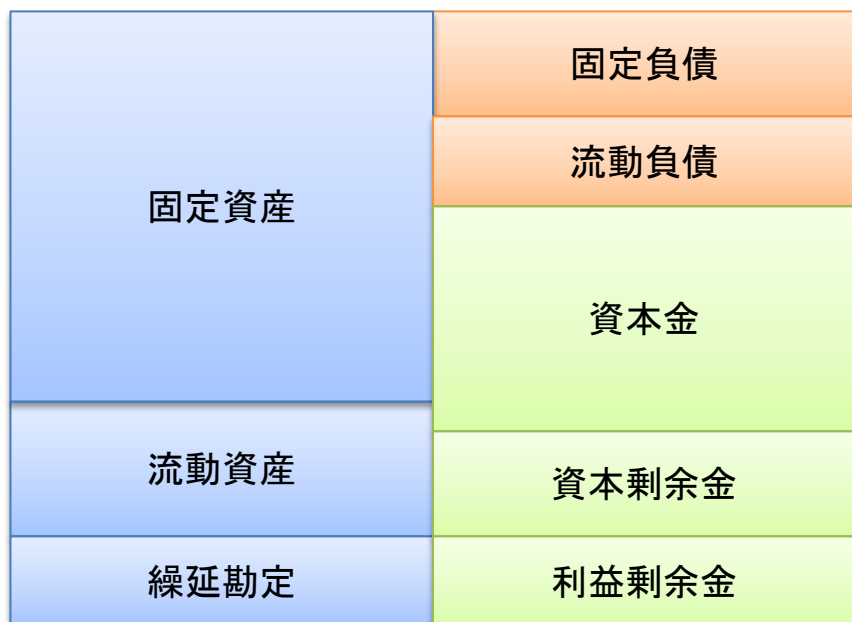 固定資産
流動資産
繰延勘定
固定負債
流動負債
資本金
資本剰余金
利益剰余金